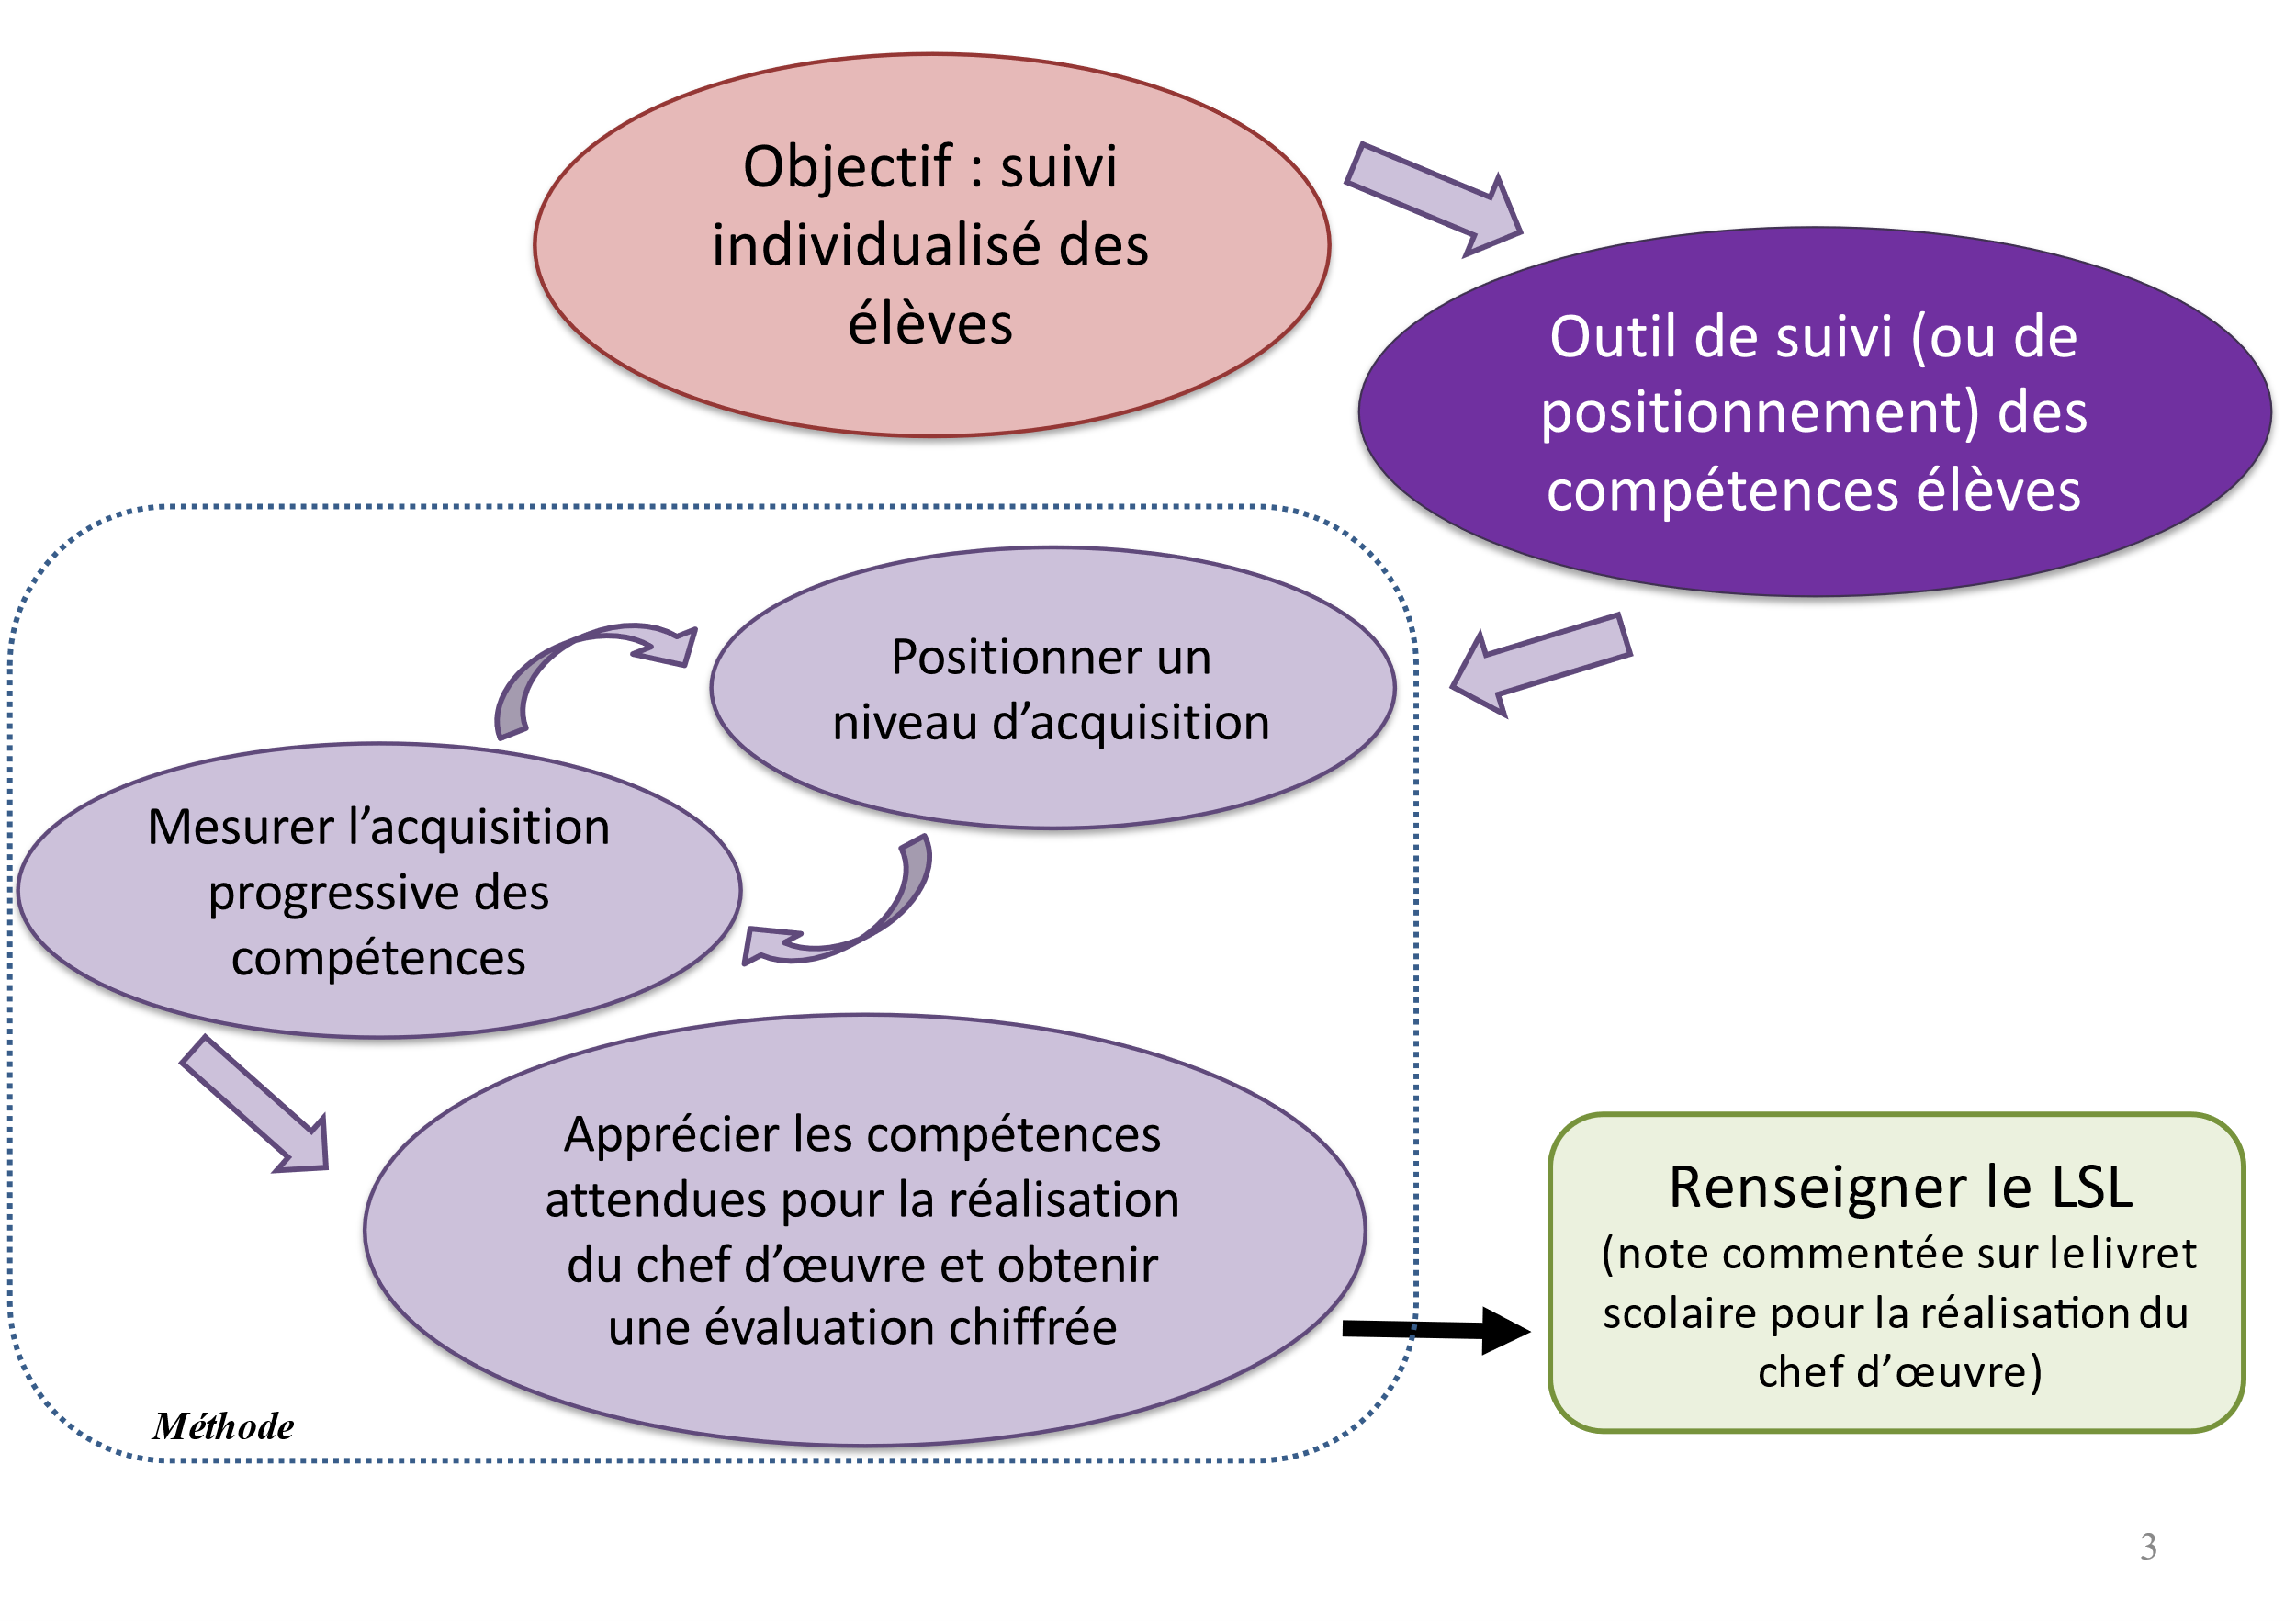 Objectif : suivi
individualisé des
élèves
Outil de suivi (ou de
positionnement) des
compétences élèves
Positionner un
niveau d’acquisition
Mesurer l’acquisition
progressive des
compétences
Apprécier les compétences
attendues pour la réalisation
du chef d’œuvre et obtenir
une évaluation chiffrée
Renseigner le LSL
(note commentée sur le livret
scolaire pour la réalisation du
chef d’œuvre)
Méthode
3